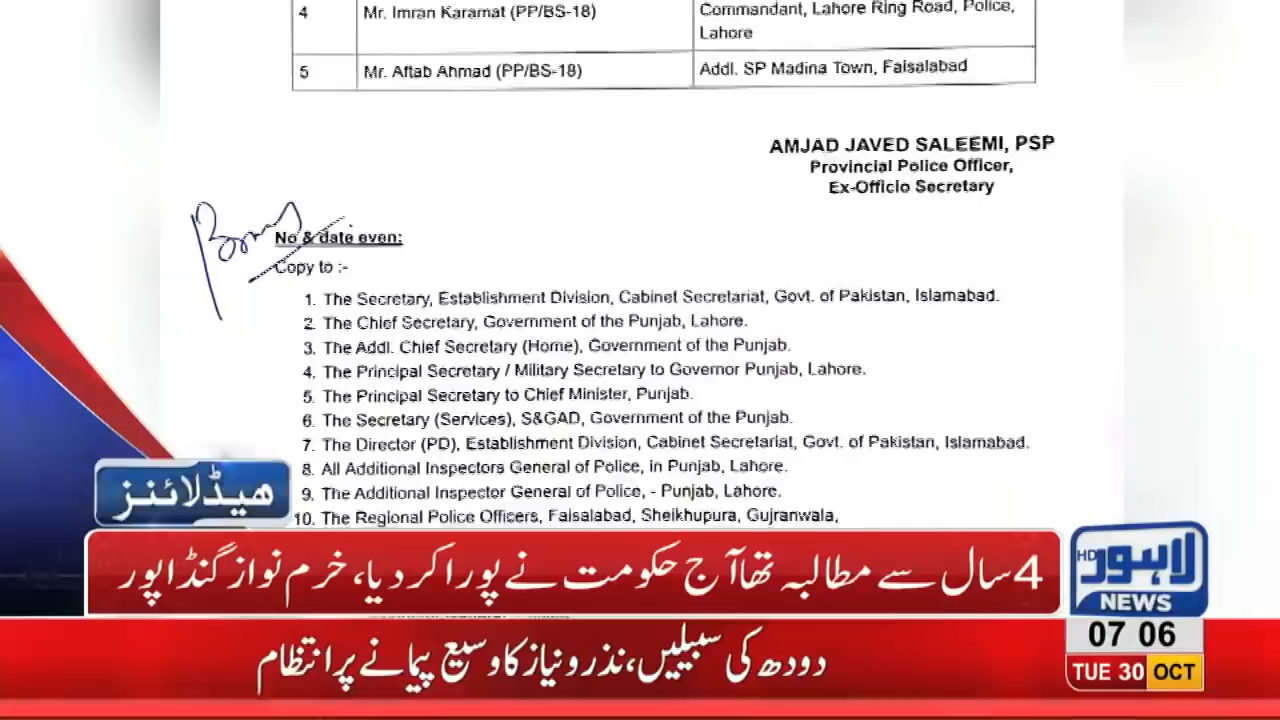 4 Mr. Imran Karamat (PP/BS-18) Commandant, Lahore Ring Road, Police,
Lahore
5 Mr. Aftab Ahmad (PP/BS-18) Addl. SP Madina Town, Faisalabad
AMJAD JAVED SALEEMI, PSP
Provincial Police Officer,
Ex-Officio Secretary
No & date even:
Copy to :-
1. The Secretary, Establishment Division, Cabinet Secretariat, Govt. of Pakistan, Islamabad.
2. The Chief Secretary, Government of the Punjab, Lahore.
3. The Addl. Chief Secretary (Home), Government of the Punjab.
4. The Principal Secretary / Military Secretary to Governor Punjab, Lahore.
5. The Principal Secretary to Chief Minister, Punjab.
6. The Secretary (Services), S&GAD, Government of the Punjab.
7. The Director (PD), Establishment Division, Cabinet Secretariat, Govt. of Pakistan, Islamabad.
8. All Additional Inspectors General of Police, in Punjab, Lahore.
9. The Additional Inspector General of Police, - Punjab, Lahore.
10. The Regional Police Officers, Faisalabad, Sheikhupura, Gujranwala,
ہیڈلائنز
4 سال سے مطالبہ تھا آج حکومت نے پورا کر دیا، خرم نواز گنڈا پور
دودھ کی سبیلیں، نذر و نیاز کا وسیع پیمانے پر انتظام
HD لاہور
NEWS
07 06
TUE 30 OCT